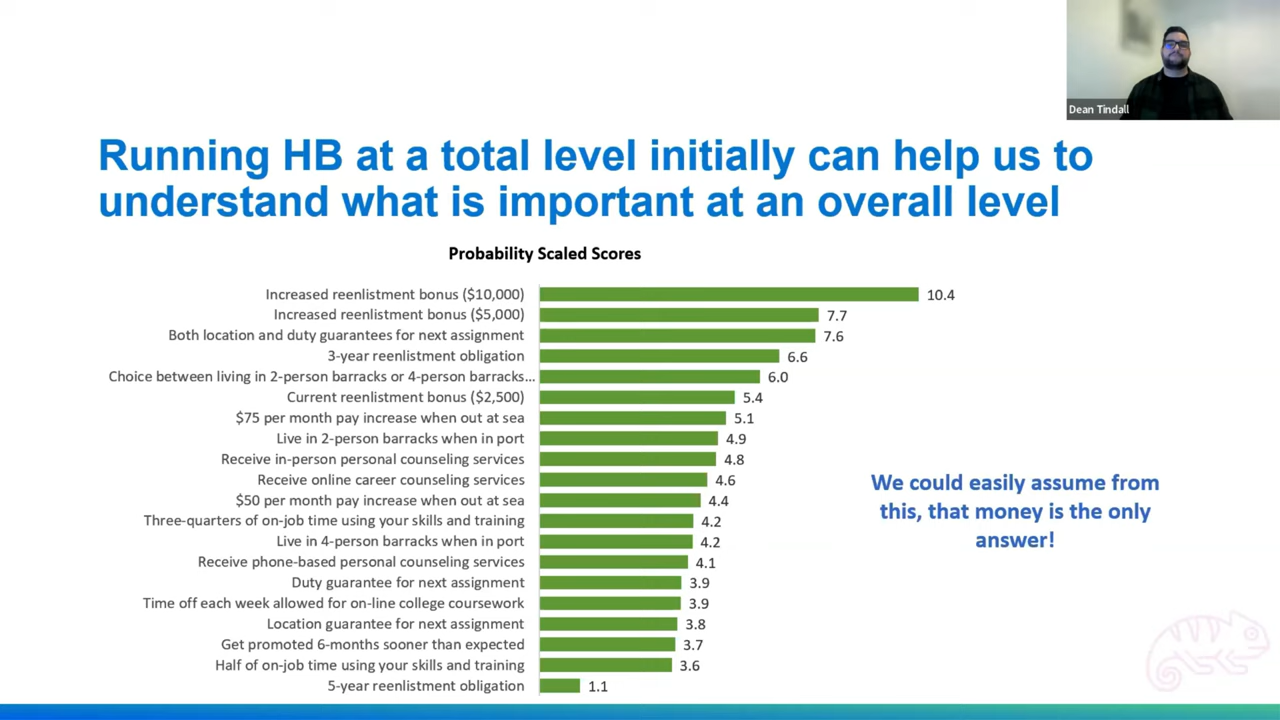 Dean Tindall
Running HB at a total level initially can help us to
understand what is important at an overall level
Probability Scaled Scores
Increased reenlistment bonus ($10,000) 10.4
Increased reenlistment bonus ($5,000) 7.7
Both location and duty guarantees for next assignment 7.6
3-year reenlistment obligation 6.6
Choice between living in 2-person barracks or 4-person barracks... 6.0
Current reenlistment bonus ($2,500) 5.4
$75 per month pay increase when out at sea 5.1
Live in 2-person barracks when in port 4.9
Receive in-person personal counseling services 4.8
Receive online career counseling services 4.6
$50 per month pay increase when out at sea 4.4
Three-quarters of on-job time using your skills and training 4.2
Live in 4-person barracks when in port 4.2
Receive phone-based personal counseling services 4.1
Duty guarantee for next assignment 3.9
Time off each week allowed for on-line college coursework 3.9
Location guarantee for next assignment 3.8
Get promoted 6-months sooner than expected 3.7
Half of on-job time using your skills and training 3.6
5-year reenlistment obligation 1.1
We could easily assume from
this, that money is the only
answer!